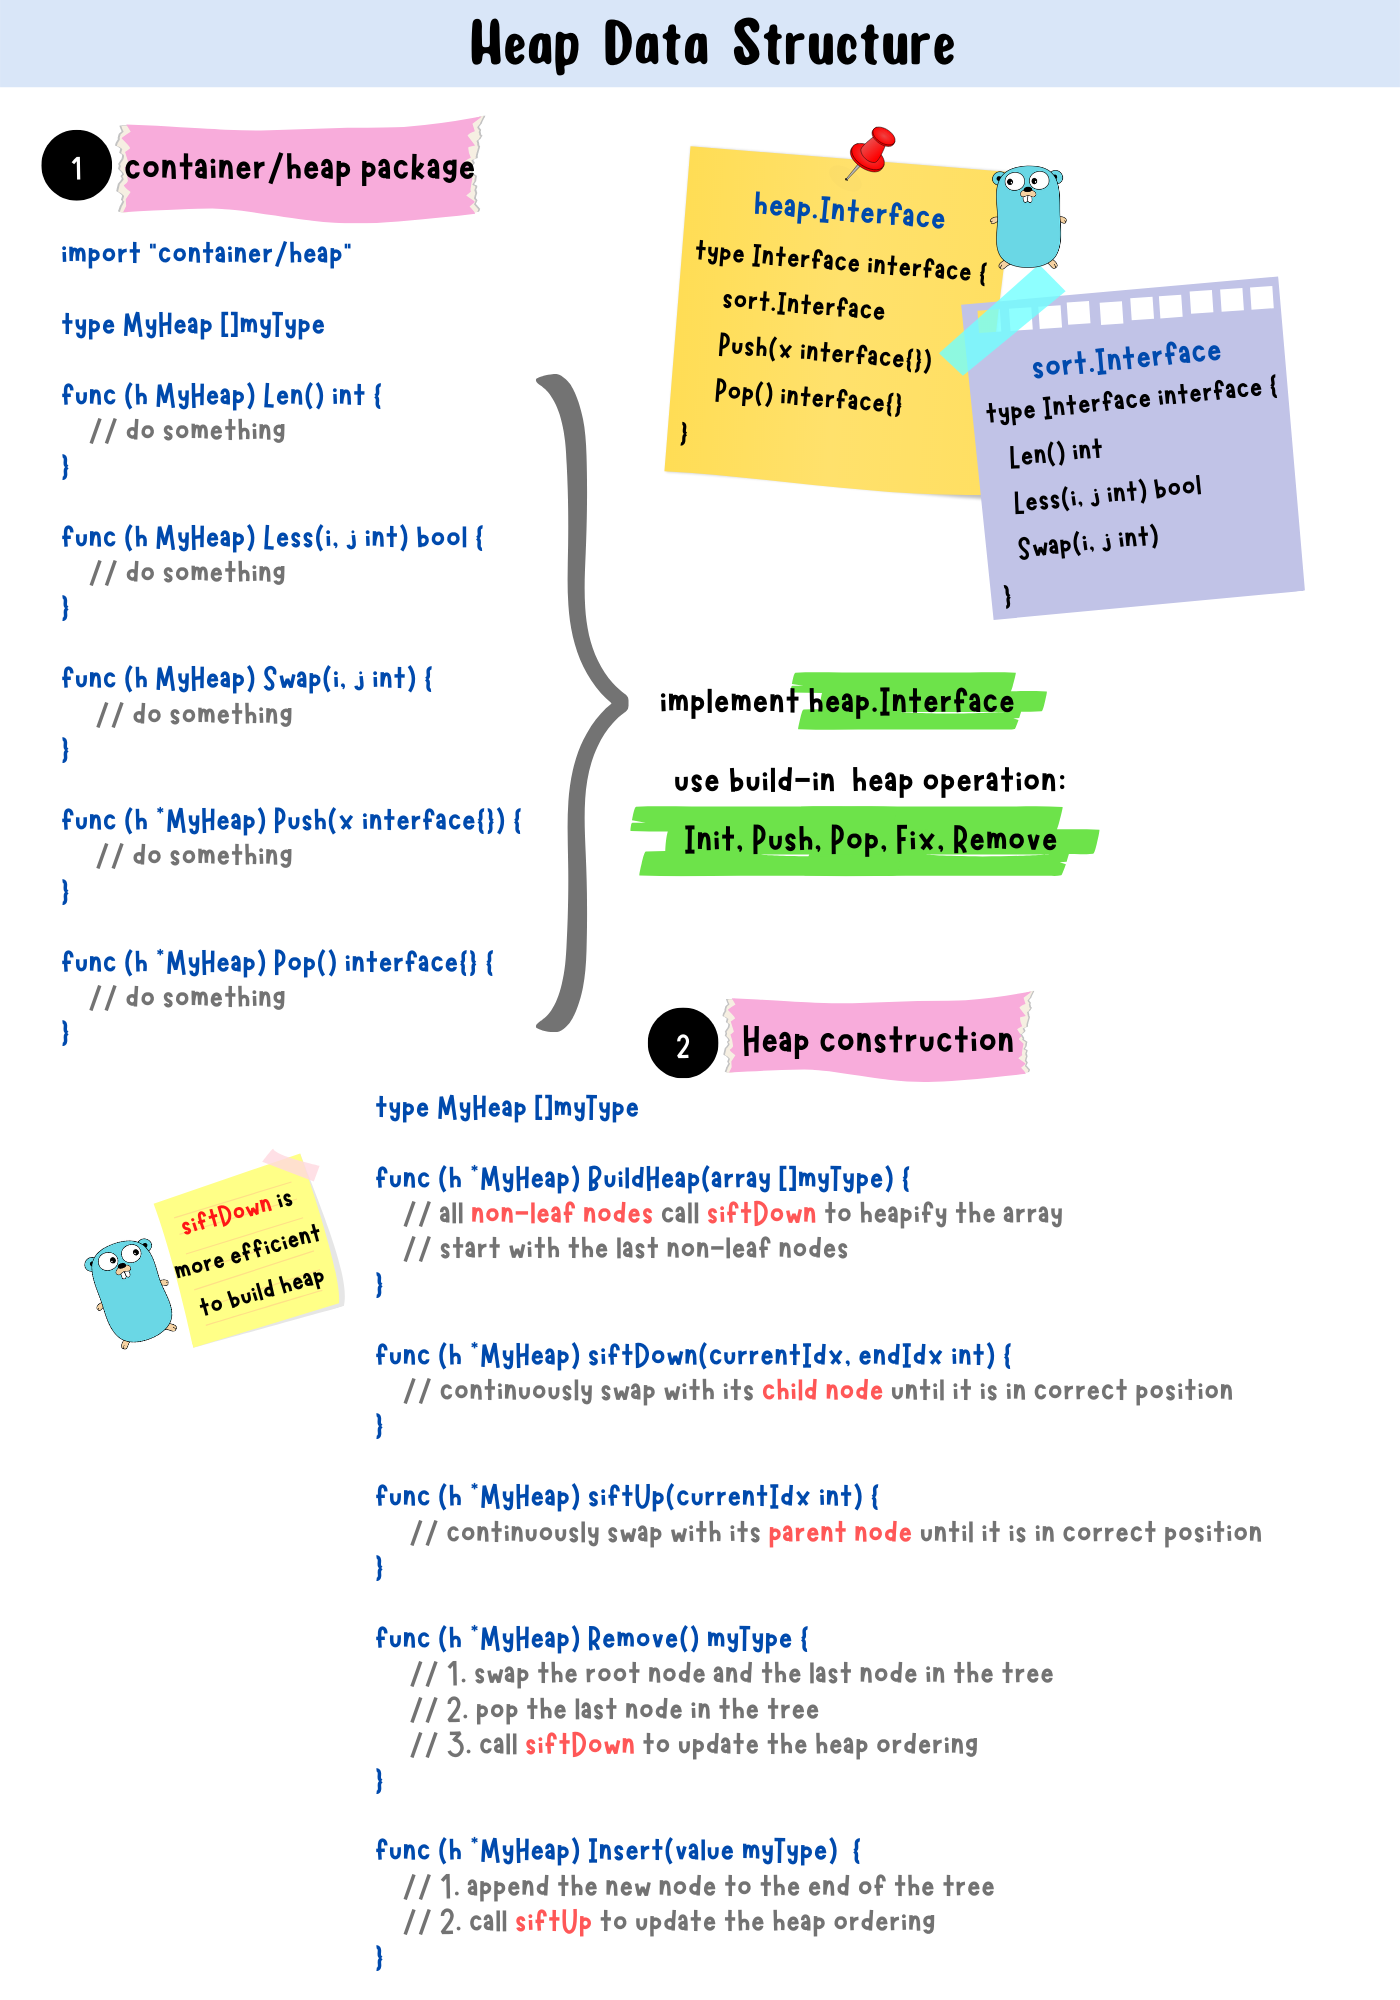 Heap Data Structure
1
container/heap package
import "container/heap"
type MyHeap []myType
func (h MyHeap) Len() int {
// do something
}
func (h MyHeap) Less(i, j int) bool {
// do something
}
func (h MyHeap) Swap(i, j int) {
// do something
}
func (h *MyHeap) Push(x interface{}) {
// do something
}
func (h *MyHeap) Pop() interface{} {
// do something
}
heap.Interface
type Interface interface {
sort.Interface
Push(x interface{})
Pop() interface{}
}
sort.Interface
type Interface interface {
Len() int
Less(i, j int) bool
Swap(i, j int)
}
implement heap.Interface
use build-in heap operation:
Init, Push, Pop, Fix, Remove
2
Heap construction
type MyHeap []myType
func (h *MyHeap) BuildHeap(array []myType) {
// all non-leaf nodes call siftDown to heapify the array
// start with the last non-leaf nodes
}
siftDown is
more efficient
to build heap
func (h *MyHeap) siftDown(currentIdx, endIdx int) {
// continuously swap with its child node until it is in correct position
}
func (h *MyHeap) siftUp(currentIdx int) {
// continuously swap with its parent node until it is in correct position
}
func (h *MyHeap) Remove() myType {
// 1. swap the root node and the last node in the tree
// 2. pop the last node in the tree
// 3. call siftDown to update the heap ordering
}
func (h *MyHeap) Insert(value myType) {
// 1. append the new node to the end of the tree
// 2. call siftUp to update the heap ordering
}